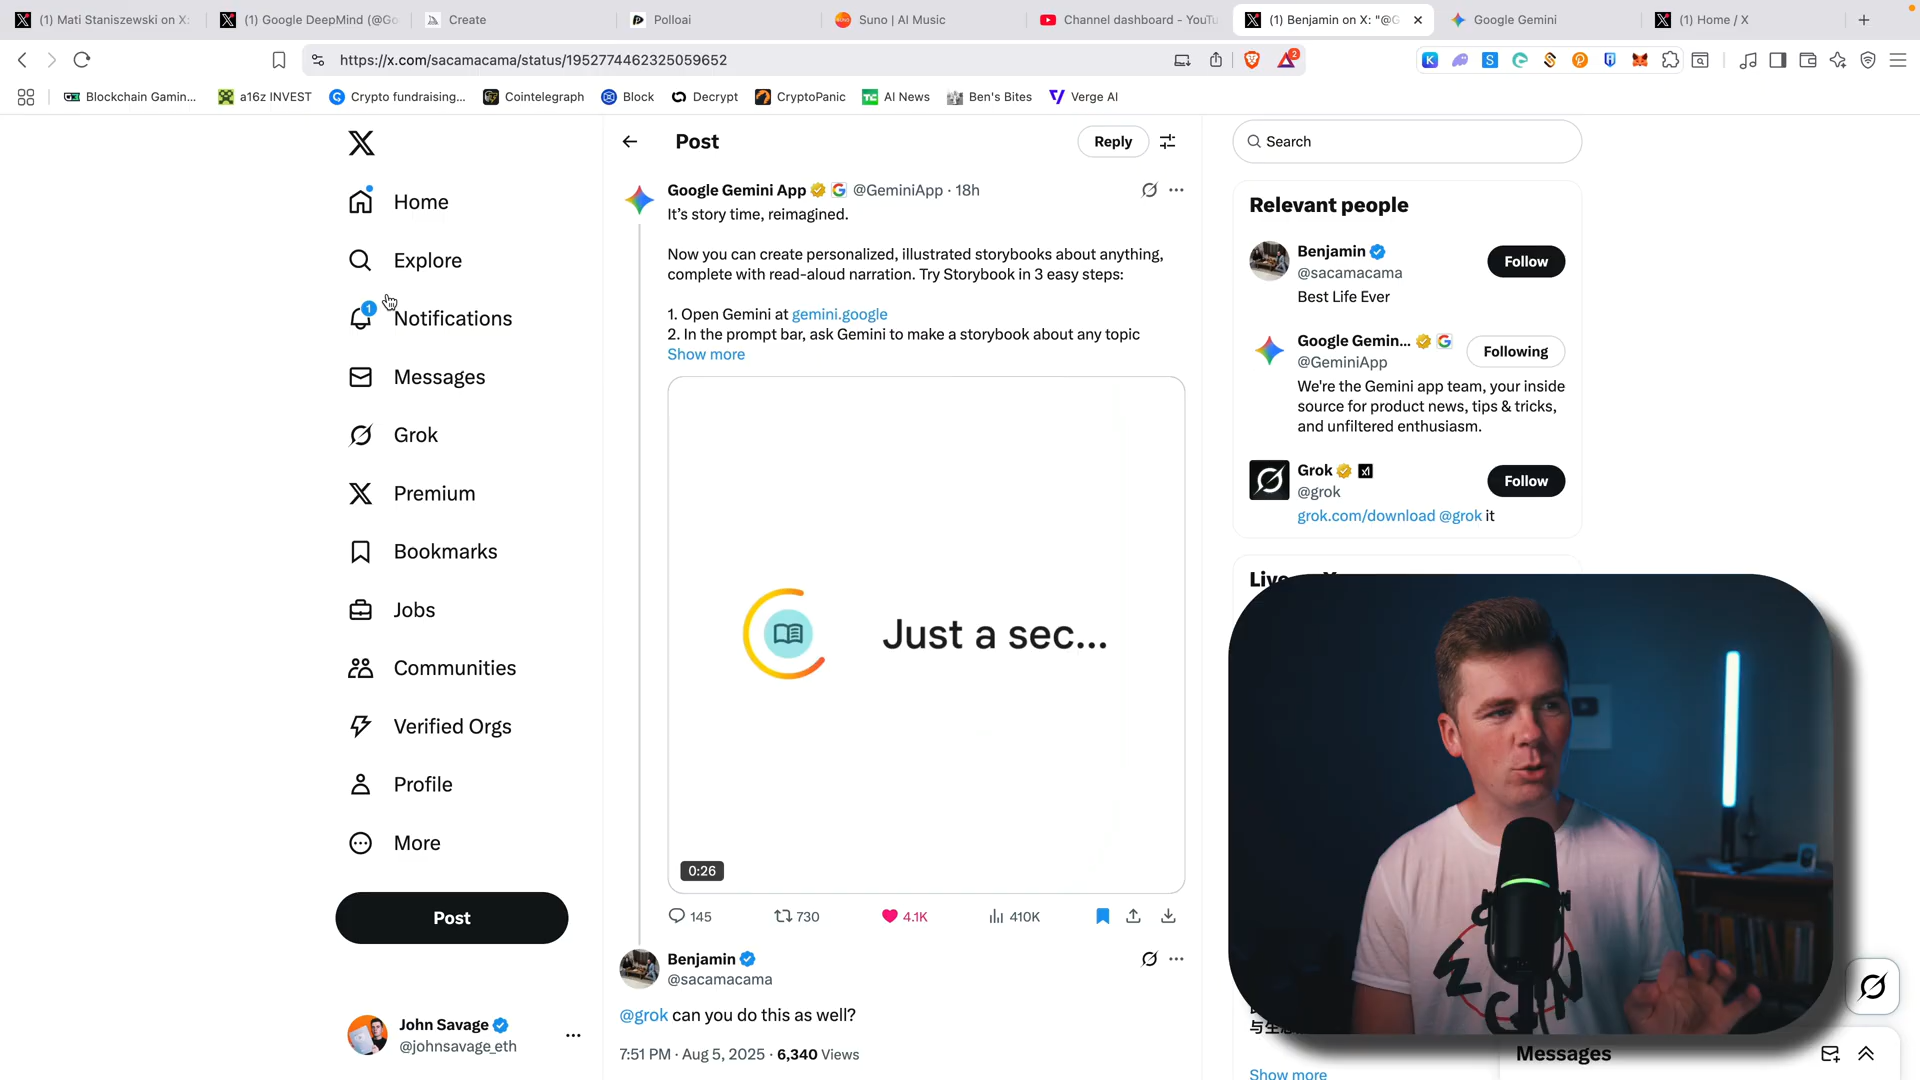 (1) Mati Staniszewski on X:
(1) Google DeepMind (@Go
Create
Polloai
Suno | AI Music
Channel dashboard - YouTu
(1) Benjamin on X: "@G
Google Gemini
(1) Home / X
https://x.com/sacamacama/status/1952774462325059652
2
Blockchain Gamin...
a16z INVEST
Crypto fundraising...
Cointelegraph
Block
Decrypt
CryptoPanic
AI News
Ben's Bites
Verge AI
Home
Explore
1
Notifications
Messages
Grok
Premium
Bookmarks
Jobs
Communities
Verified Orgs
Profile
More
Post
John Savage
@johnsavage_eth
Post
Reply
Google Gemini App @GeminiApp · 18h
It's story time, reimagined.
Now you can create personalized, illustrated storybooks about anything,
complete with read-aloud narration. Try Storybook in 3 easy steps:
1. Open Gemini at gemini.google
2. In the prompt bar, ask Gemini to make a storybook about any topic
Show more
Just a sec...
0:26
145
730
4.1K
410K
Benjamin
@sacamacama
@grok can you do this as well?
7:51 PM · Aug 5, 2025 · 6,340 Views
Search
Relevant people
Benjamin
@sacamacama
Follow
Best Life Ever
Google Gemin...
@GeminiApp
Following
We're the Gemini app team, your inside
source for product news, tips & tricks,
and unfiltered enthusiasm.
Grok
@grok
Follow
grok.com/download @grok it
Show more
Messages